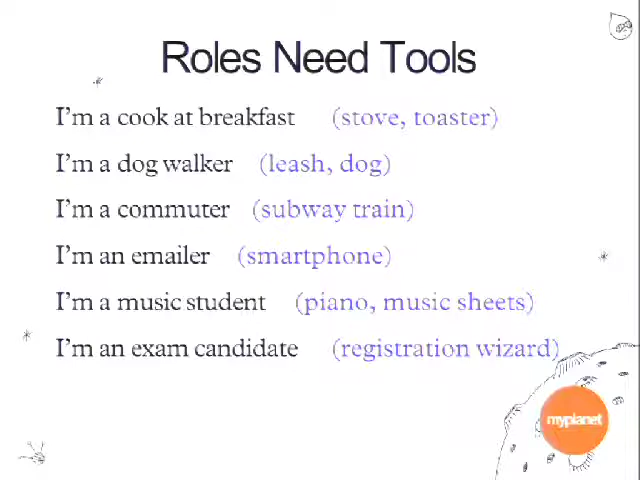 Roles Need Tools
I'm a cook at breakfast (stove, toaster)
I'm a dog walker (leash, dog)
I'm a commuter (subway train)
I'm an emailer (smartphone)
I'm a music student (piano, music sheets)
I'm an exam candidate (registration wizard)
myplanet